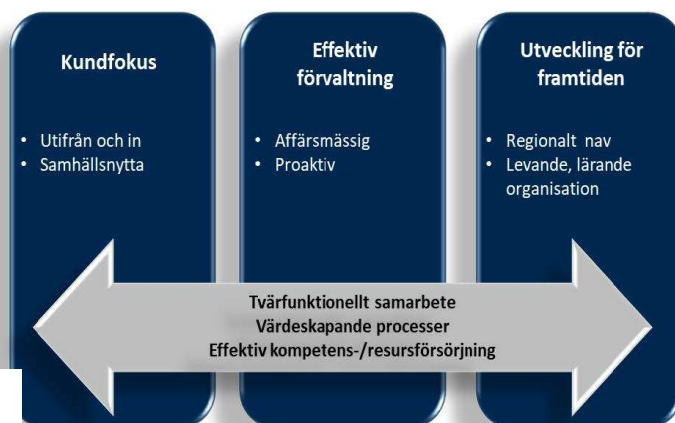 Kundfokus
• Utifrån och in
• Samhällsnytta
Effektiv
förvaltning
• Affärsmässig
• Proaktiv
Utveckling för
framtiden
• Regionalt nav
• Levande, lärande
organisation
Tvärfunktionellt samarbete
Värdeskapande processer
Effektiv kompetens-/resursförsörjning